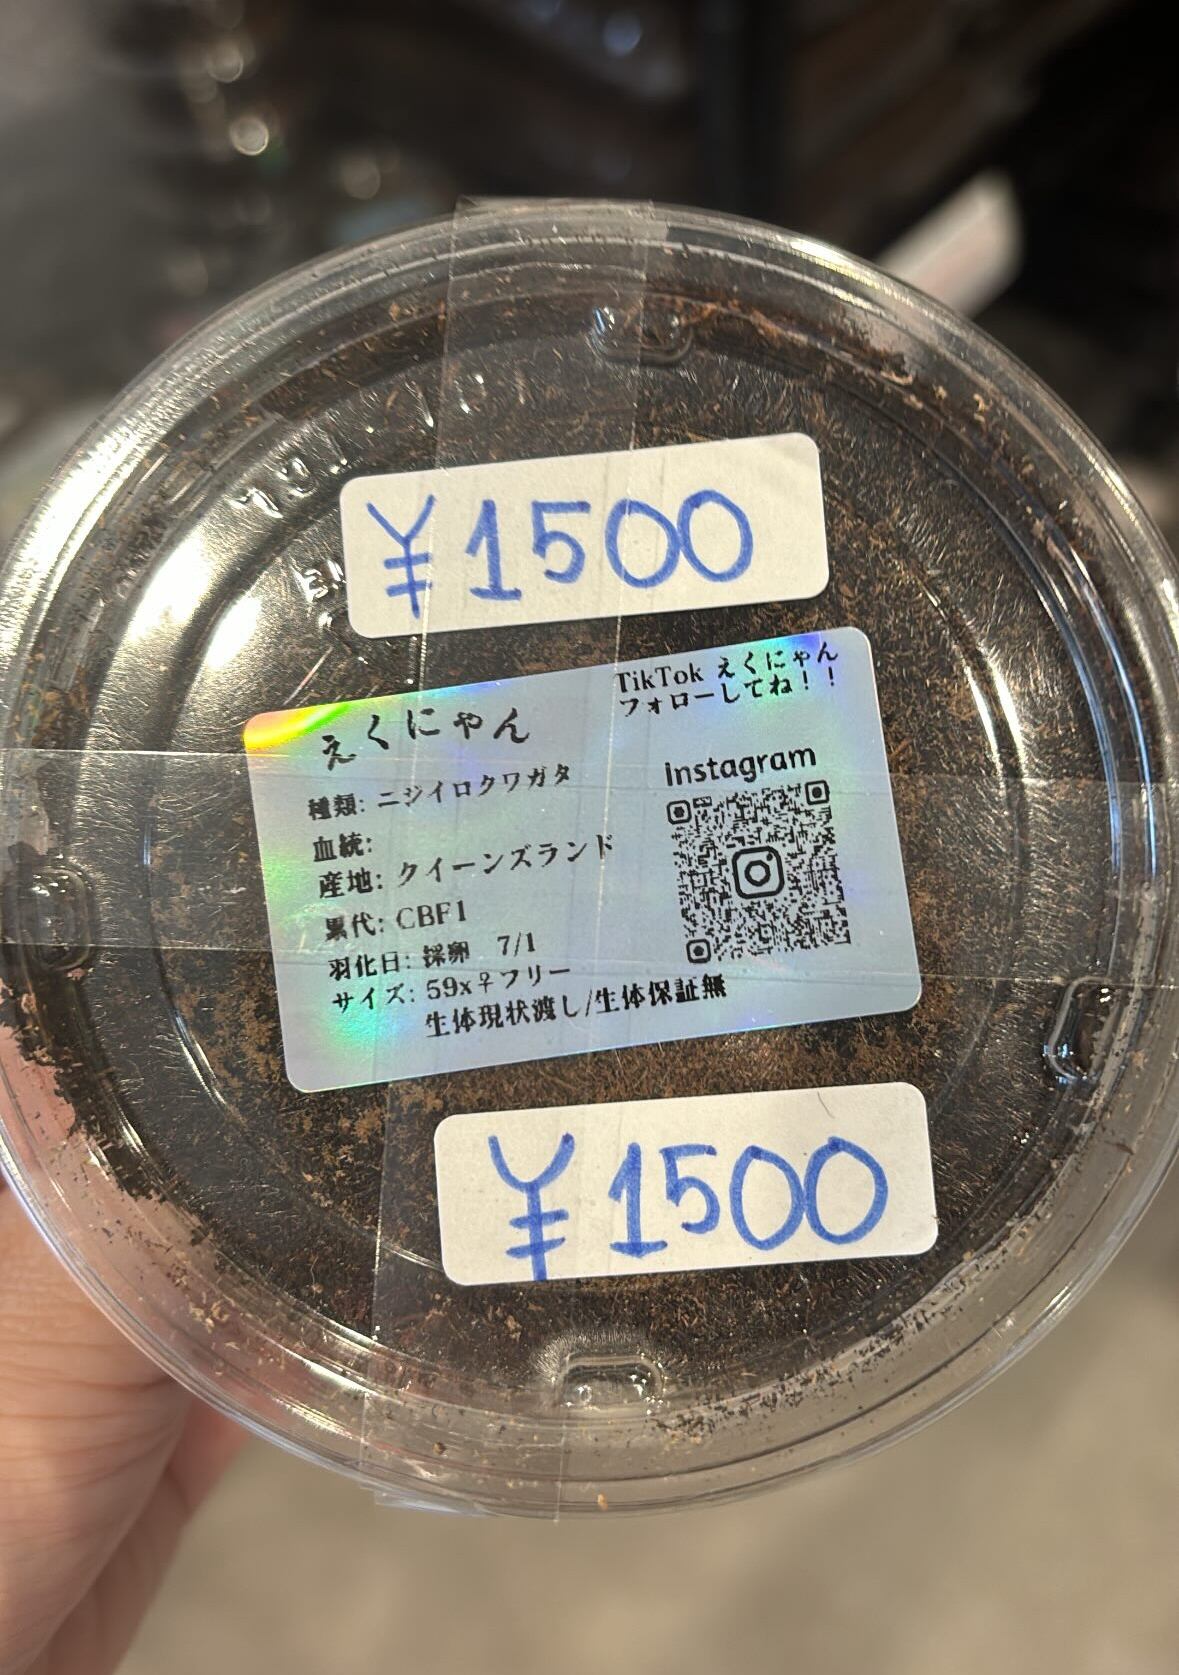 ¥1500
TikTok えくにゃん
フォローしてね！！
えくにゃん
種類: ニジイロクワガタ
血統:
産地: クイーンズランド
累代: CBF1
羽化日: 採卵 7/1
サイズ: 59x♀フリー
生体現状渡し/生体保証無
instagram
¥1500